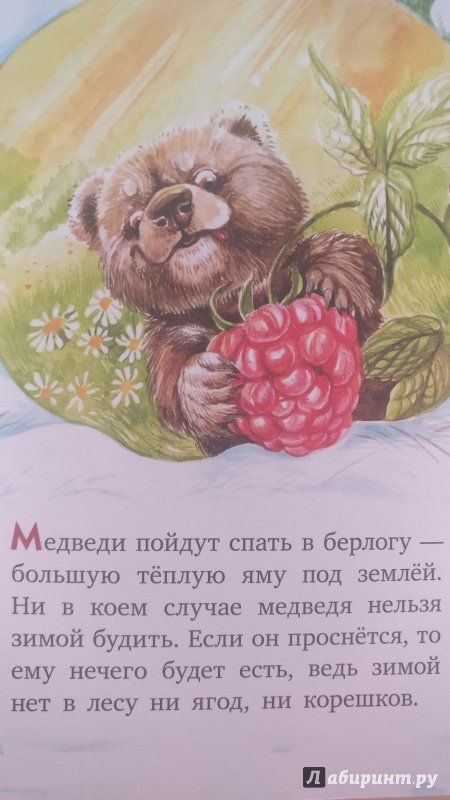 Медведи пойдут спать в берлогу —
большую тёплую яму под землёй.
Ни в коем случае медведя нельзя
зимой будить. Если он проснётся, то
ему нечего будет есть, ведь зимой
нет в лесу ни ягод, ни корешков.
Лабиринт.ру